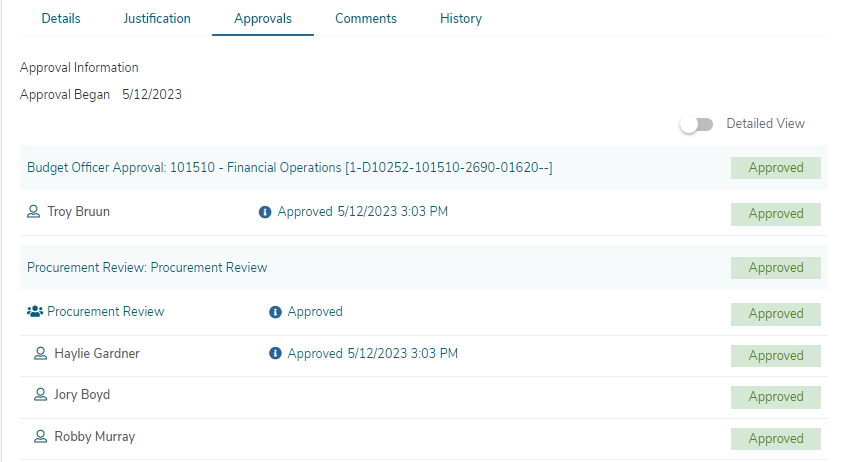 Details Justification Approvals Comments History
Approval Information
Approval Began 5/12/2023
Detailed View
Budget Officer Approval: 101510 - Financial Operations [1-D10252-101510-2690-01620--] Approved
Troy Bruun Approved 5/12/2023 3:03 PM Approved
Procurement Review: Procurement Review Approved
Procurement Review Approved Approved
Haylie Gardner Approved 5/12/2023 3:03 PM Approved
Jory Boyd Approved
Robby Murray Approved